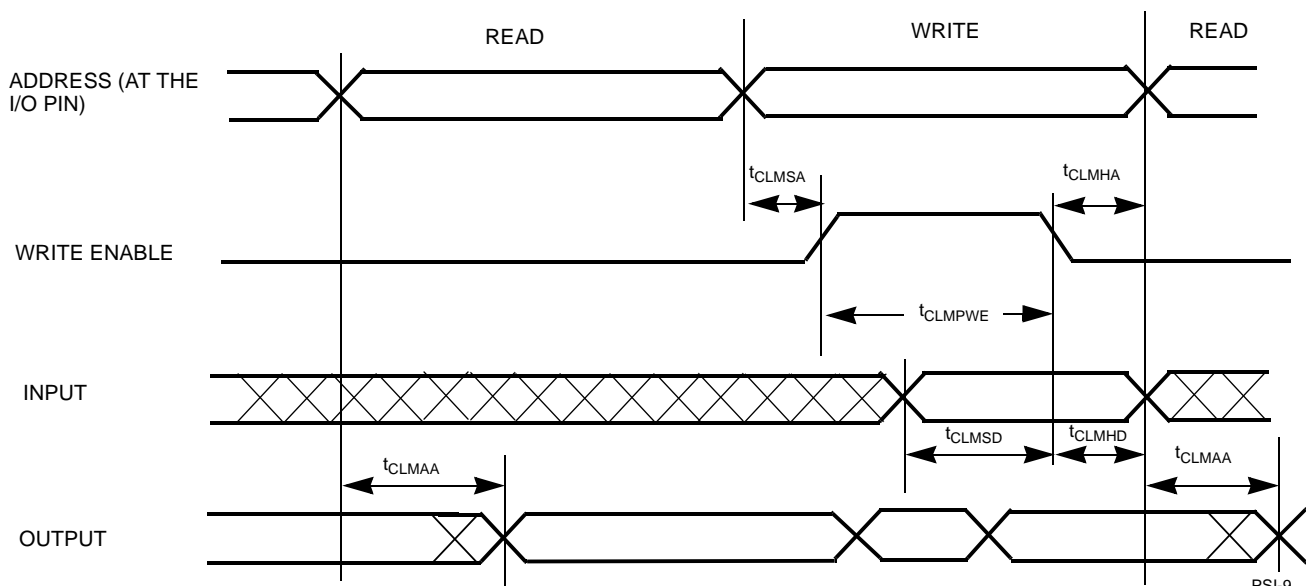 READ
WRITE
READ
ADDRESS (AT THE
I/O PIN)
tCLMSA
tCLMHA
WRITE ENABLE
tCLMPWE
INPUT
tCLMSD
tCLMHD
tCLMAA
tCLMAA
OUTPUT